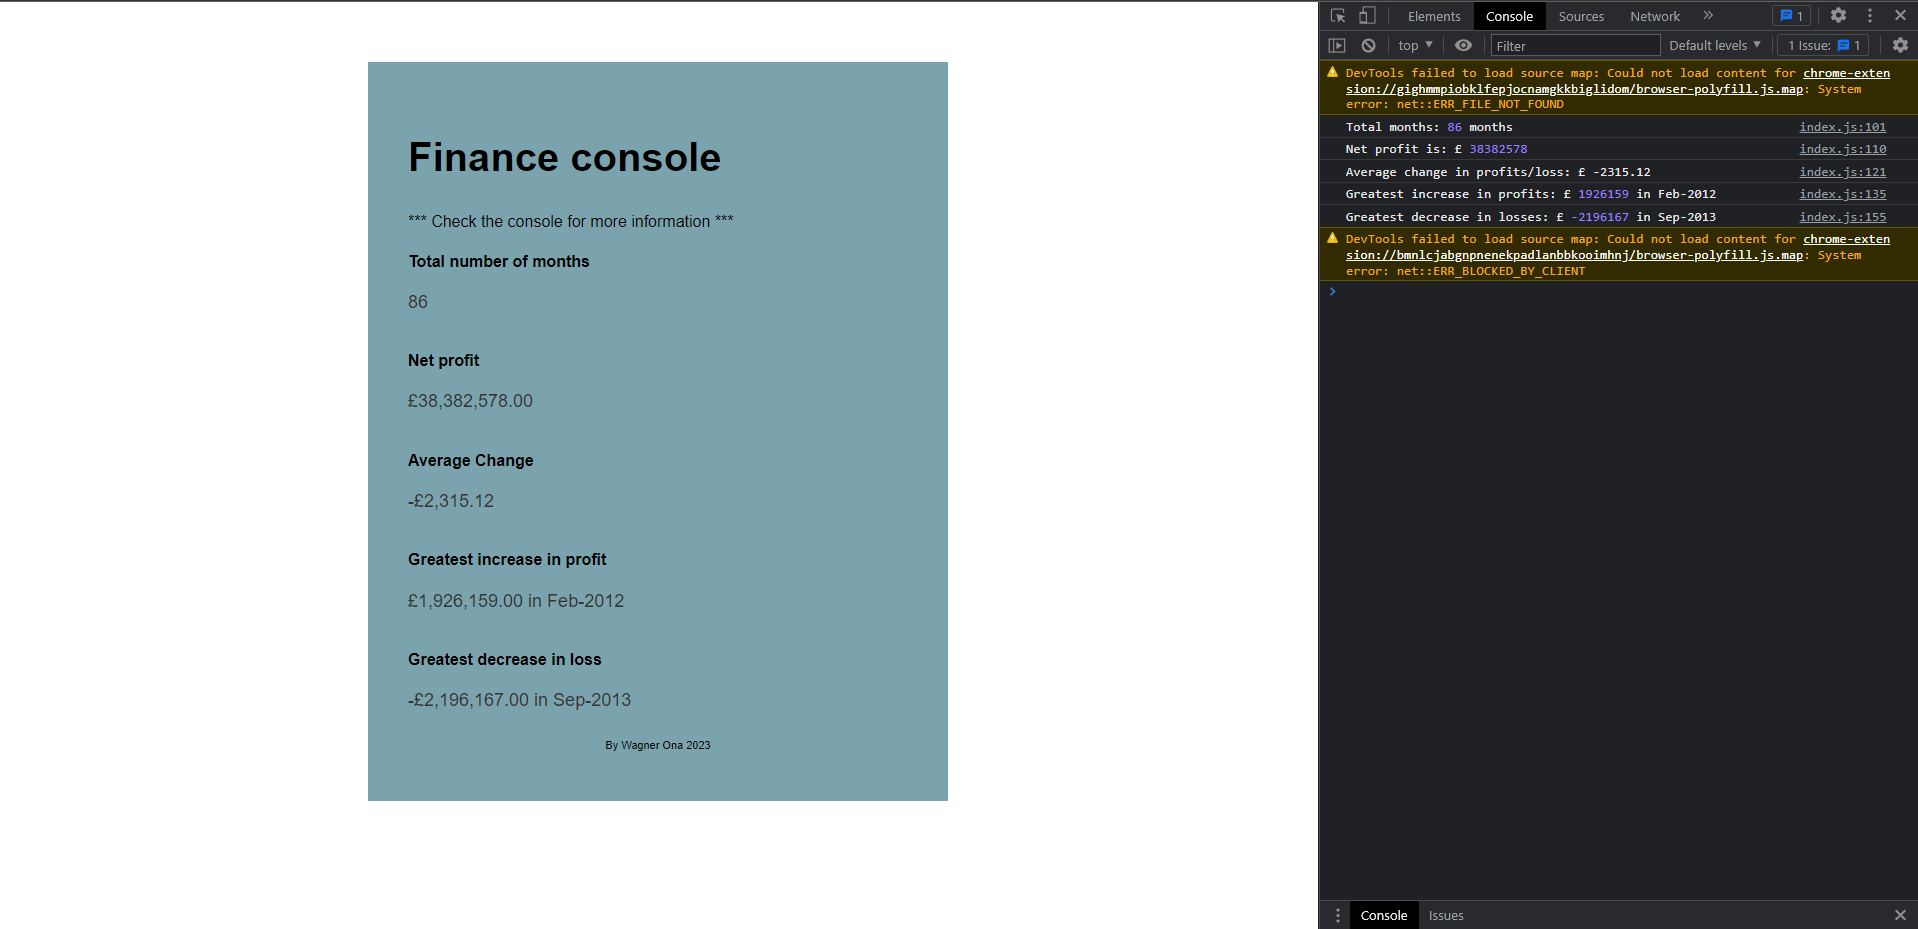 Finance console
*** Check the console for more information ***
Total number of months
86
Net profit
£38,382,578.00
Average Change
-£2,315.12
Greatest increase in profit
£1,926,159.00 in Feb-2012
Greatest decrease in loss
-£2,196,167.00 in Sep-2013
By Wagner Ona 2023
Elements Console Sources Network » 1
top ▼ Filter Default levels ▼ 1 Issue: 1
DevTools failed to load source map: Could not load content for chrome-exten
sion://gighmmpiobklfepjocnamgkkbiglidom/browser-polyfill.js.map: System
error: net::ERR_FILE_NOT_FOUND
Total months: 86 months index.js:101
Net profit is: £ 38382578 index.js:110
Average change in profits/loss: £ -2315.12 index.js:121
Greatest increase in profits: £ 1926159 in Feb-2012 index.js:135
Greatest decrease in losses: £ -2196167 in Sep-2013 index.js:155
DevTools failed to load source map: Could not load content for chrome-exten
sion://bmnlcjabgnpnenekpadlanbbkooimhnj/browser-polyfill.js.map: System
error: net::ERR_BLOCKED_BY_CLIENT
Console Issues